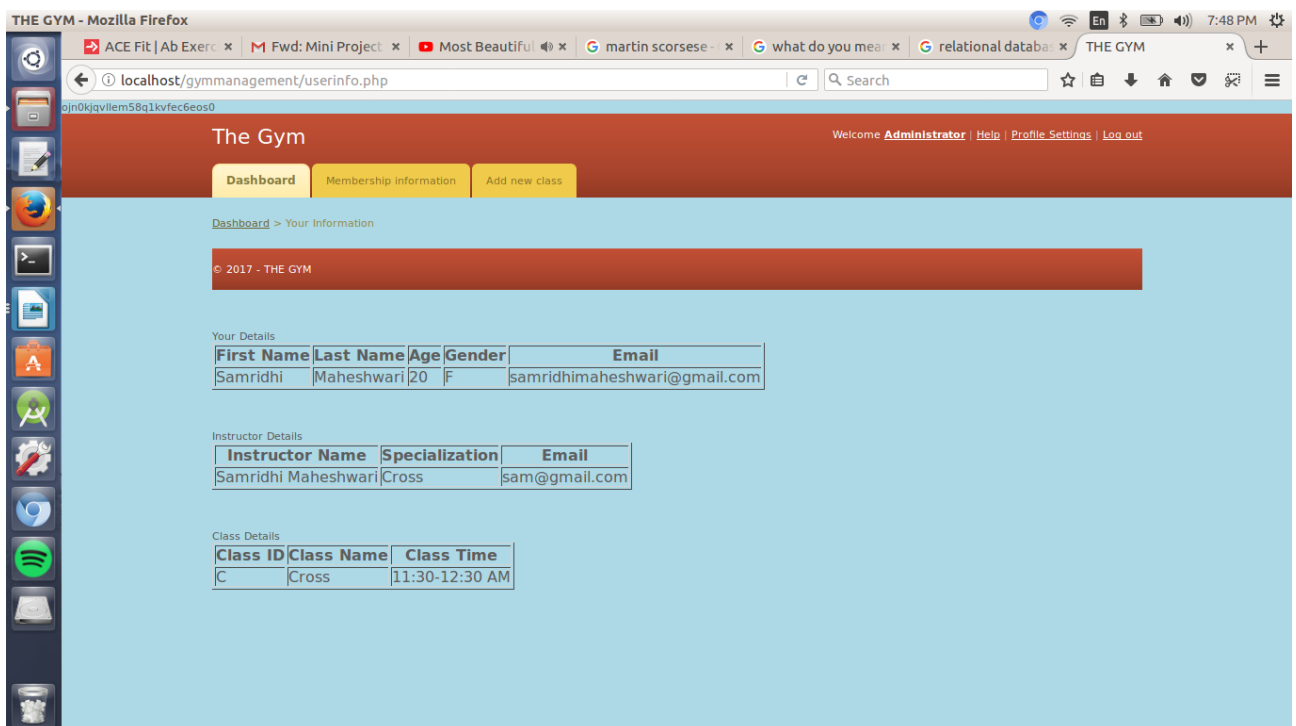 THE GYM - Mozilla Firefox
En
7:48 PM
ACE Fit | Ab Exerc
Fwd: Mini Project
Most Beautiful
martin scorsese -
what do you mean
relational databas
THE GYM
localhost/gymmanagement/userinfo.php
Search
ojn0kjqvllem58q1kvfec6eos0
The Gym
Welcome Administrator | Help | Profile Settings | Log out
Dashboard
Membership information
Add new class
Dashboard > Your Information
© 2017 - THE GYM
Your Details
First Name Last Name Age Gender Email
Samridhi Maheshwari 20 F samridhimaheshwari@gmail.com
Instructor Details
Instructor Name Specialization Email
Samridhi Maheshwari Cross sam@gmail.com
Class Details
Class ID Class Name Class Time
C Cross 11:30-12:30 AM